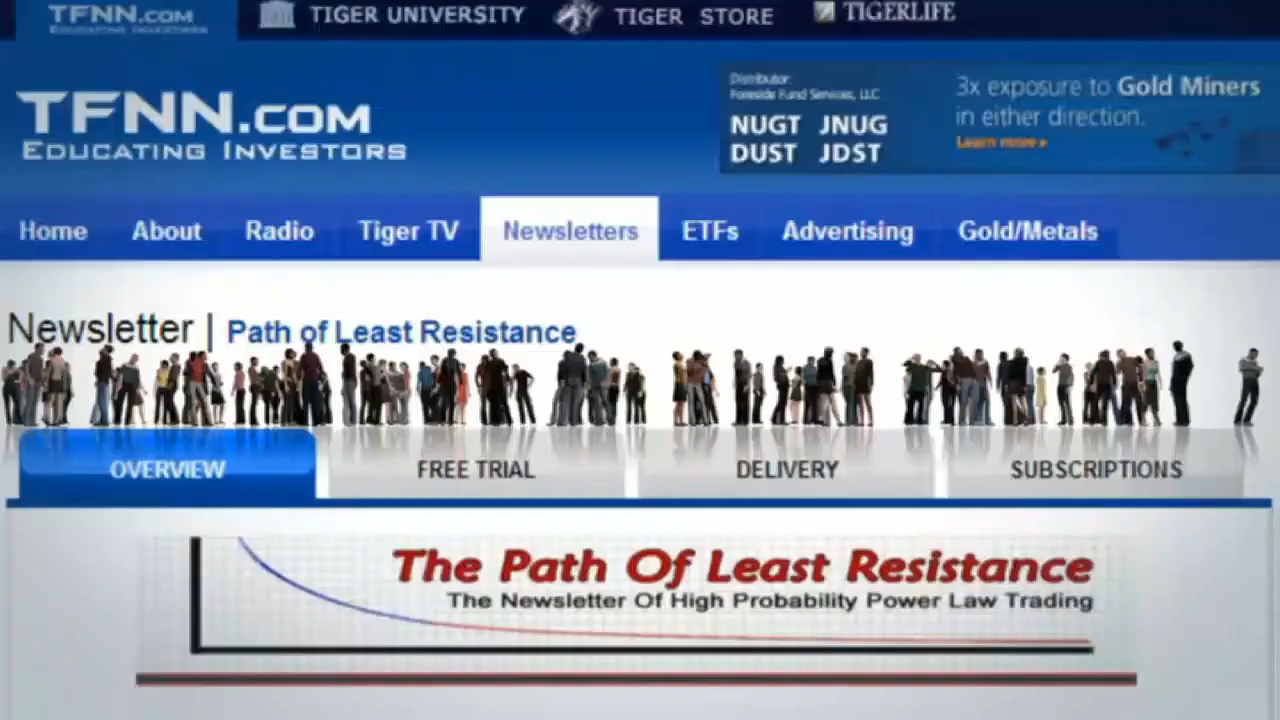 TFNN.COM
EDUCATING INVESTORS
TIGER UNIVERSITY
TIGER STORE
TIGERLIFE
TFNN.COM
EDUCATING INVESTORS
Distributor:
Foreside Fund Services, LLC
NUGT JNUG
DUST JDST
3x exposure to Gold Miners
in either direction.
Learn more
Home About Radio Tiger TV Newsletters ETFs Advertising Gold/Metals
Newsletter | Path of Least Resistance
OVERVIEW FREE TRIAL DELIVERY SUBSCRIPTIONS
The Path Of Least Resistance
The Newsletter Of High Probability Power Law Trading